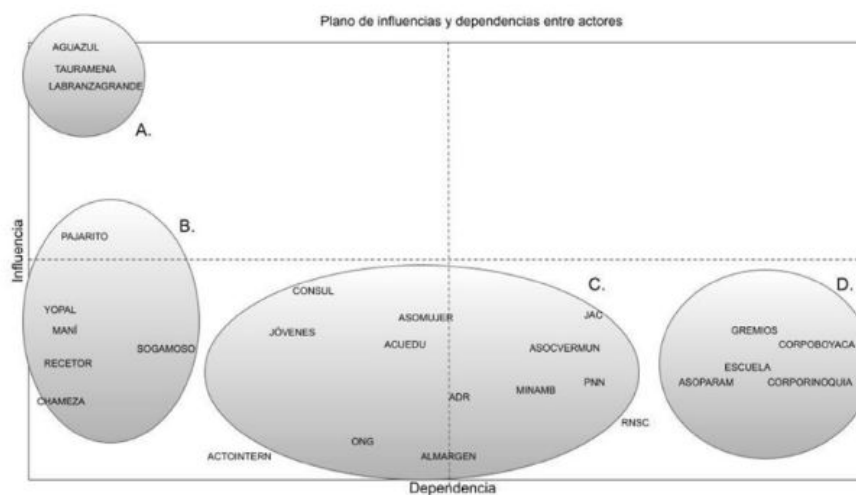 Plano de influencias y dependencias entre actores
AGUAZUL
TAURAMENA
LABRANZAGRANDE
A.
B.
PAJARITO
Influencia
YOPAL
MANÍ
SOGAMOSO
RECETOR
CHAMEZA
C.
CONSUL
JAC
ASOMUJER
JÓVENES
ACUEDU
ASOCVERMUN
PNN
MINAMB
ADR
RNSC
ONG
ACTOINTERN
ALMARGEN
D.
GREMIOS
CORPOBOYACA
ESCUELA
ASOPARAM
CORPORINOQUIA
Dependencia